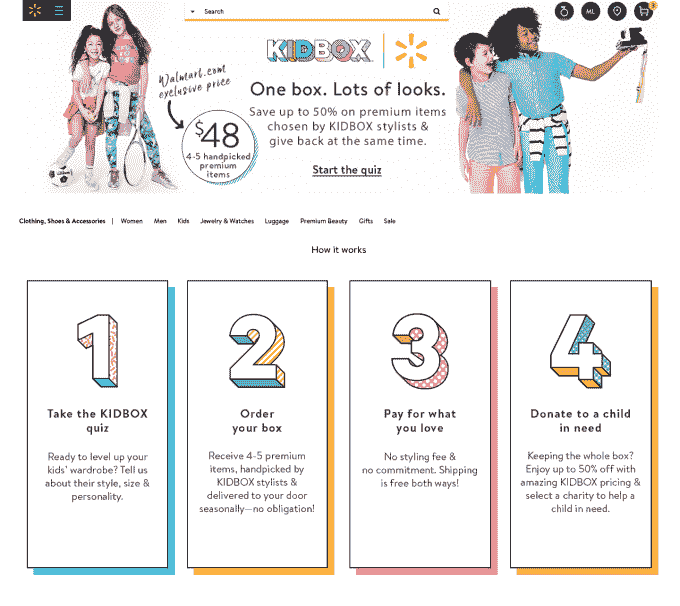 Search
ML
3
KIDBOX
Walmart.com
exclusive price
$48
4-5 handpicked
premium
items
One box. Lots of looks.
Save up to 50% on premium items
chosen by KIDBOX stylists &
give back at the same time.
Start the quiz
Clothing, Shoes & Accessories | Women Men Kids Jewelry & Watches Luggage Premium Beauty Gifts Sale
How it works
1
Take the KIDBOX
quiz
Ready to level up your
kids' wardrobe? Tell us
about their style, size &
personality.
2
Order
your box
Receive 4-5 premium
items, handpicked by
KIDBOX stylists &
delivered to your door
seasonally—no obligation!
3
Pay for what
you love
No styling fee &
no commitment. Shipping
is free both ways!
4
Donate to a child
in need
Keeping the whole box?
Enjoy up to 50% off with
amazing KIDBOX pricing &
select a charity to help a
child in need.